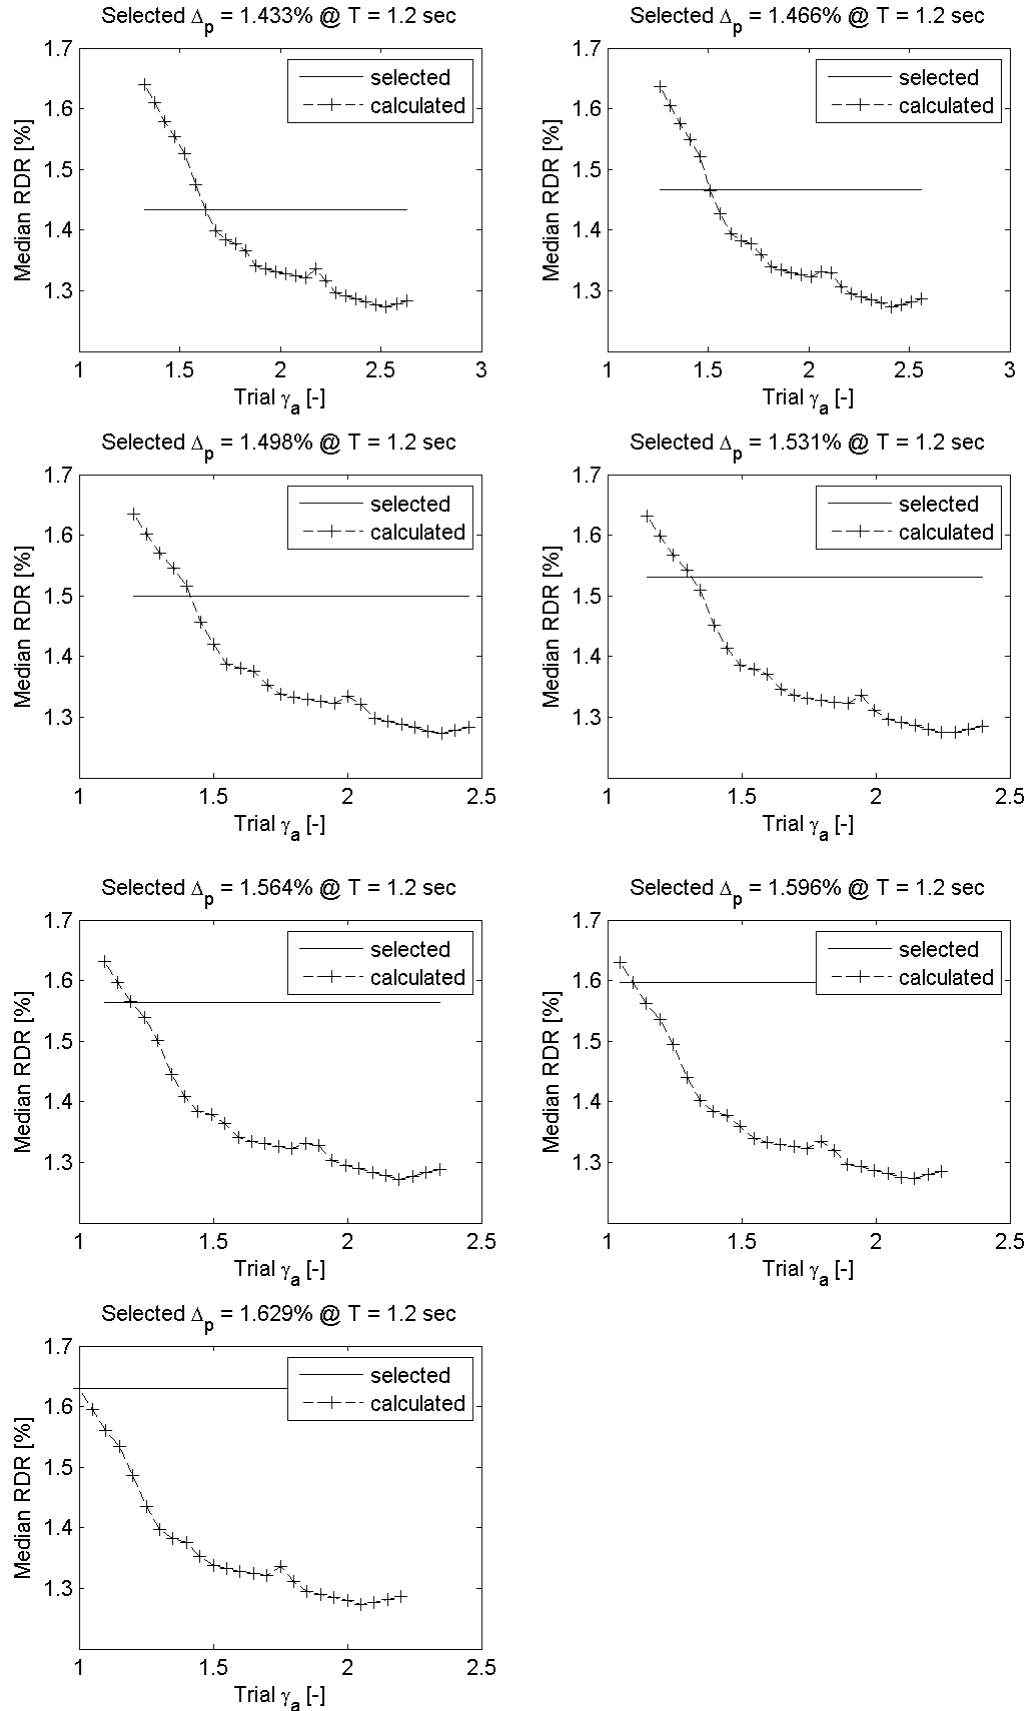 Selected Δp = 1.433% @ T = 1.2 sec
1.7
1.6
1.5
1.4
1.3
Median RDR [%]
selected
calculated
1
1.5
2
2.5
3
Trial γa [-]
Selected Δp = 1.466% @ T = 1.2 sec
1.7
1.6
1.5
1.4
1.3
Median RDR [%]
selected
calculated
1
1.5
2
2.5
3
Trial γa [-]
Selected Δp = 1.498% @ T = 1.2 sec
1.7
1.6
1.5
1.4
1.3
Median RDR [%]
selected
calculated
1
1.5
2
2.5
Trial γa [-]
Selected Δp = 1.531% @ T = 1.2 sec
1.7
1.6
1.5
1.4
1.3
Median RDR [%]
selected
calculated
1
1.5
2
2.5
Trial γa [-]
Selected Δp = 1.564% @ T = 1.2 sec
1.7
1.6
1.5
1.4
1.3
Median RDR [%]
selected
calculated
1
1.5
2
2.5
Trial γa [-]
Selected Δp = 1.596% @ T = 1.2 sec
1.7
1.6
1.5
1.4
1.3
Median RDR [%]
selected
calculated
1
1.5
2
2.5
Trial γa [-]
Selected Δp = 1.629% @ T = 1.2 sec
1.7
1.6
1.5
1.4
1.3
Median RDR [%]
selected
calculated
1
1.5
2
2.5
Trial γa [-]